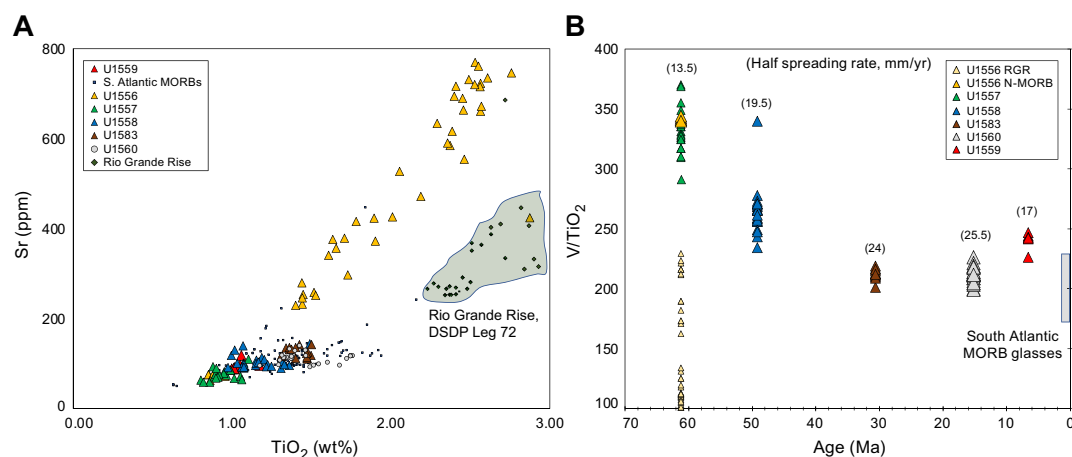 A
800
600
400
200
0
Sr (ppm)
U1559
S. Atlantic MORBs
U1556
U1557
U1558
U1583
U1560
Rio Grande Rise
Rio Grande Rise,
DSDP Leg 72
0.00
1.00
2.00
3.00
TiO₂ (wt%)
B
400
350
300
250
200
100
V/TiO₂
(Half spreading rate, mm/yr)
(13.5)
(19.5)
(24)
(25.5)
(17)
U1556 RGR
U1556 N-MORB
U1557
U1558
U1583
U1560
U1559
South Atlantic
MORB glasses
70
60
50
40
30
20
10
0
Age (Ma)